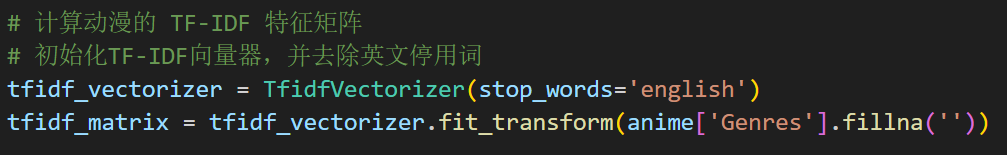 # 计算动漫的 TF-IDF 特征矩阵
# 初始化TF-IDF向量器，并去除英文停用词
tfidf_vectorizer = TfidfVectorizer(stop_words='english')
tfidf_matrix = tfidf_vectorizer.fit_transform(anime['Genres'].fillna(''))